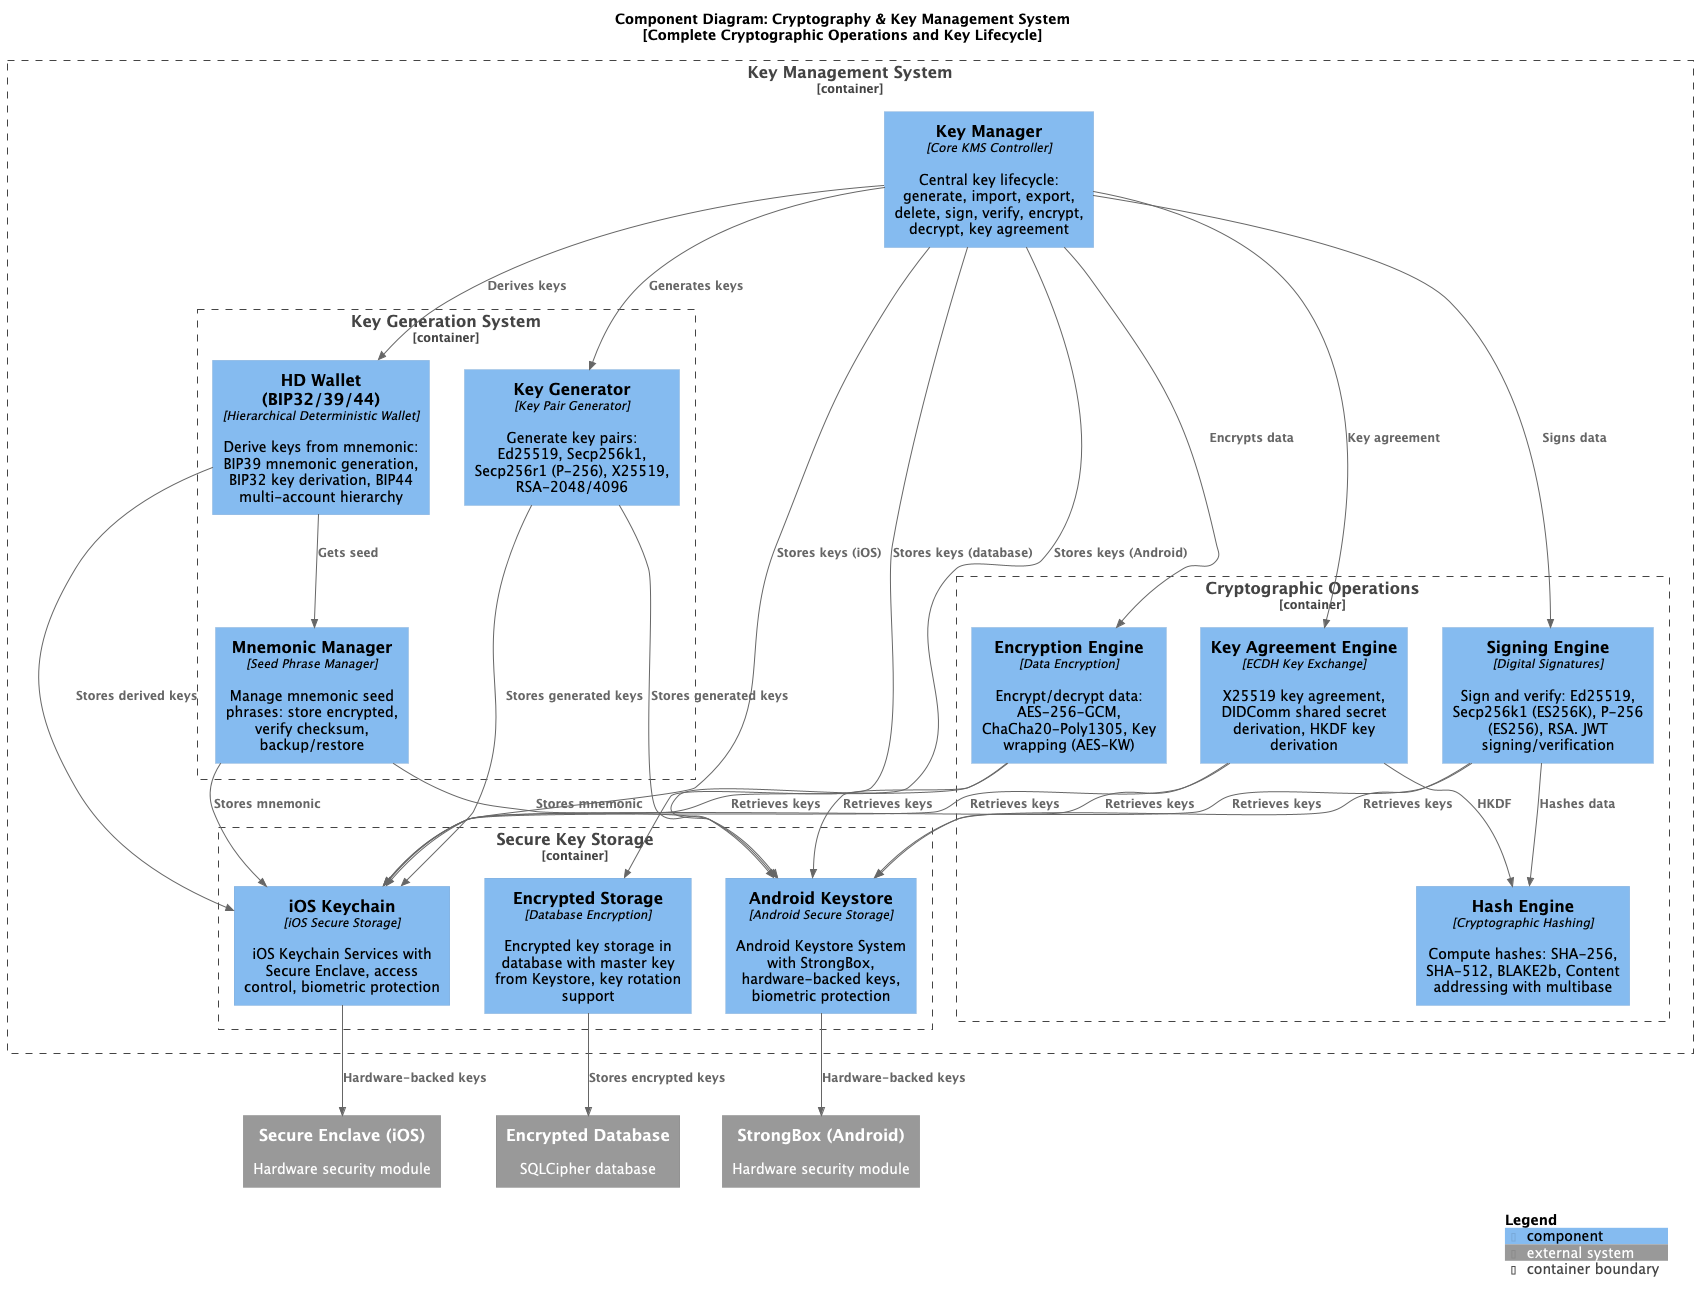 Component Diagram: Cryptography & Key Management System
[Complete Cryptographic Operations and Key Lifecycle]
Key Management System
[container]
Key Manager
[Core KMS Controller]
Central key lifecycle:
generate, import, export,
delete, sign, verify, encrypt,
decrypt, key agreement
Derives keys
Generates keys
Key Generation System
[container]
HD Wallet
(BIP32/39/44)
[Hierarchical Deterministic Wallet]
Derive keys from mnemonic:
BIP39 mnemonic generation,
BIP32 key derivation, BIP44
multi-account hierarchy
Key Generator
[Key Pair Generator]
Generate key pairs:
Ed25519, Secp256k1,
Secp256r1 (P-256), X25519,
RSA-2048/4096
Encrypts data
Key agreement
Signs data
Gets seed
Stores keys (iOS)
Stores keys (database)
Stores keys (Android)
Mnemonic Manager
[Seed Phrase Manager]
Manage mnemonic seed
phrases: store encrypted,
verify checksum,
backup/restore
Stores derived keys
Stores generated keys
Stores generated keys
Cryptographic Operations
[container]
Encryption Engine
[Data Encryption]
Encrypt/decrypt data:
AES-256-GCM,
ChaCha20-Poly1305, Key
wrapping (AES-KW)
Key Agreement Engine
[ECDH Key Exchange]
X25519 key agreement,
DIDComm shared secret
derivation, HKDF key
derivation
Signing Engine
[Digital Signatures]
Sign and verify: Ed25519,
Secp256k1 (ES256K), P-256
(ES256), RSA. JWT
signing/verification
Stores mnemonic
Stores mnemonic
Retrieves keys
Retrieves keys
Retrieves keys
Retrieves keys
Retrieves keys
Retrieves keys
HKDF
Hashes data
Secure Key Storage
[container]
iOS Keychain
[iOS Secure Storage]
iOS Keychain Services with
Secure Enclave, access
control, biometric protection
Encrypted Storage
[Database Encryption]
Encrypted key storage in
database with master key
from Keystore, key rotation
support
Android Keystore
[Android Secure Storage]
Android Keystore System
with StrongBox,
hardware-backed keys,
biometric protection
Hash Engine
[Cryptographic Hashing]
Compute hashes: SHA-256,
SHA-512, BLAKE2b, Content
addressing with multibase
Hardware-backed keys
Stores encrypted keys
Hardware-backed keys
Secure Enclave (iOS)
Hardware security module
Encrypted Database
SQLCipher database
StrongBox (Android)
Hardware security module
Legend
component
external system
container boundary